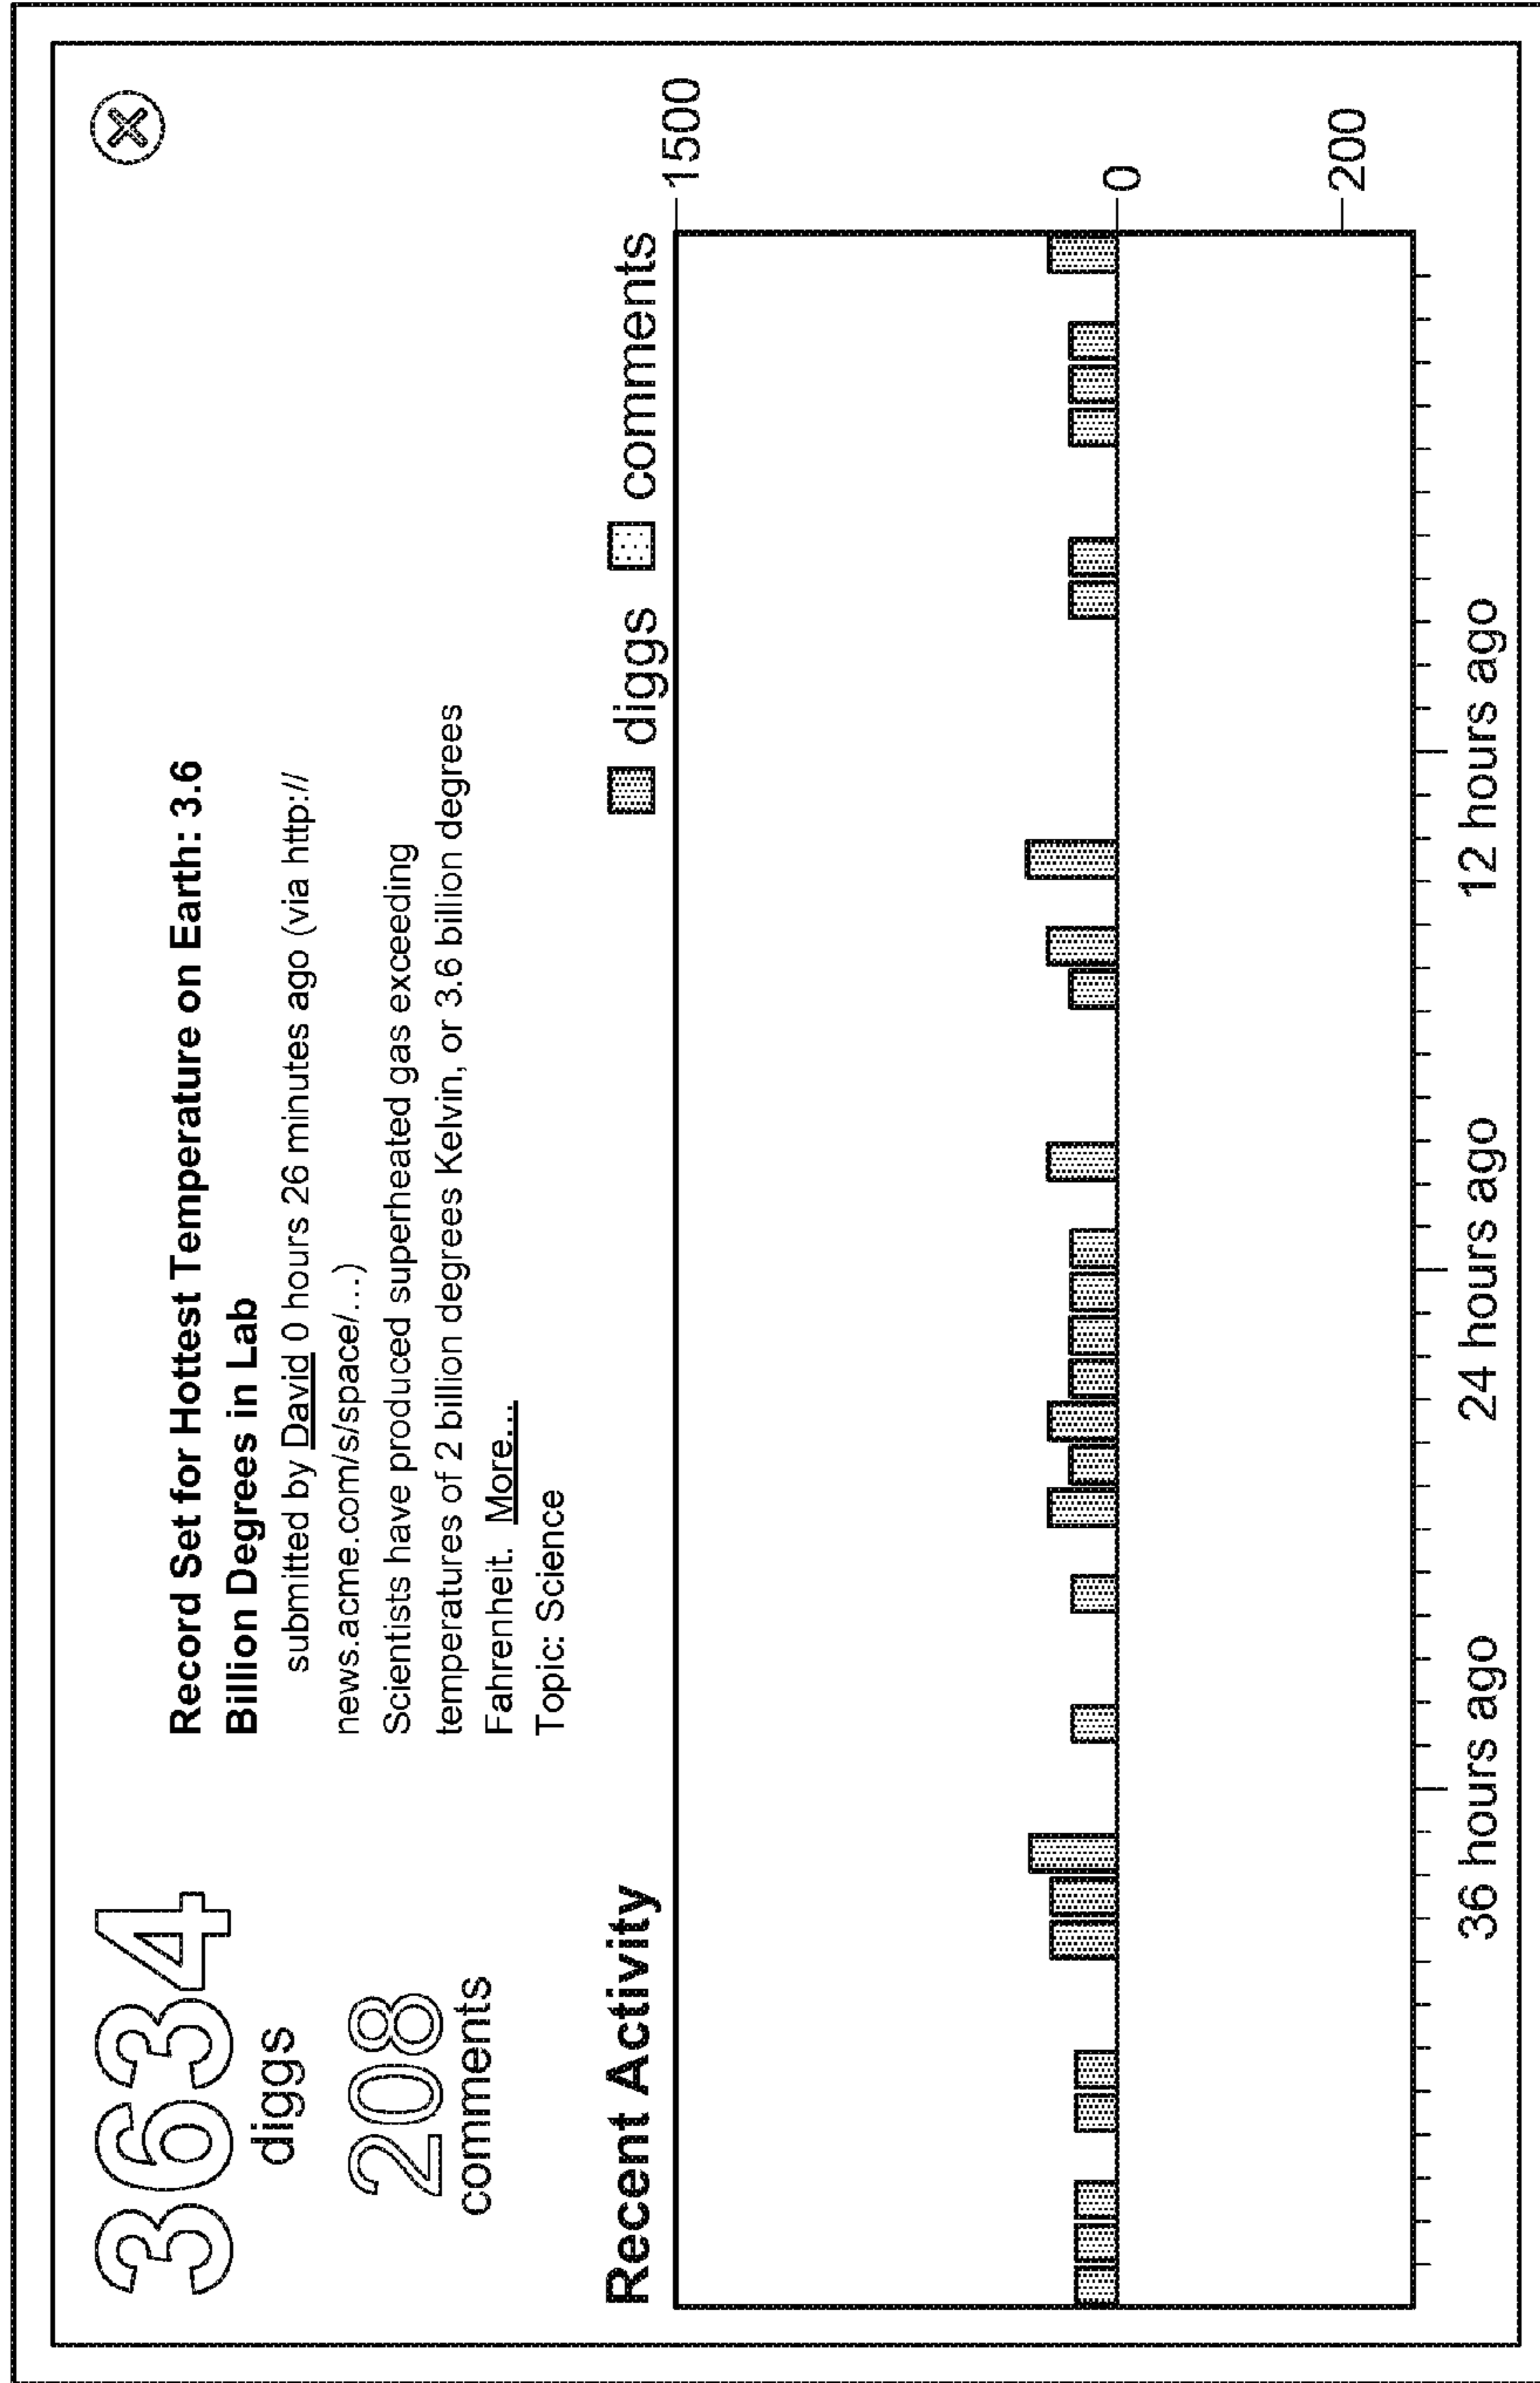 3634
diggs
208
comments
Record Set for Hottest Temperature on Earth: 3.6
Billion Degrees in Lab
submitted by David 0 hours 26 minutes ago (via http://
news.acme.com/s/space/...)
Scientists have produced superheated gas exceeding
temperatures of 2 billion degrees Kelvin, or 3.6 billion degrees
Fahrenheit. More...
Topic: Science
Recent Activity
diggs comments
1500
0
200
36 hours ago 24 hours ago 12 hours ago